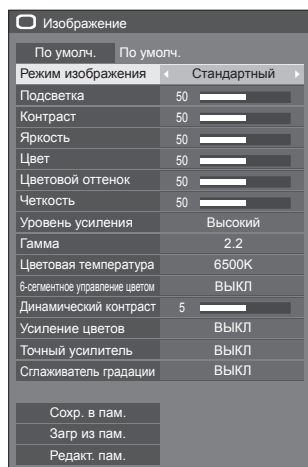 Изображение
По умолч. По умолч.
Режим изображения Стандартный
Подсветка 50
Контраст 50
Яркость 50
Цвет 50
Цветовой оттенок 50
Четкость 50
Уровень усиления Высокий
Гамма 2.2
Цветовая температура 6500K
6-сегментное управление цветом ВЫКЛ
Динамический контраст 5
Усиление цветов ВЫКЛ
Точный усилитель ВЫКЛ
Сглаживатель градации ВЫКЛ
Сохр. в пам.
Загр из пам.
Редакт. пам.